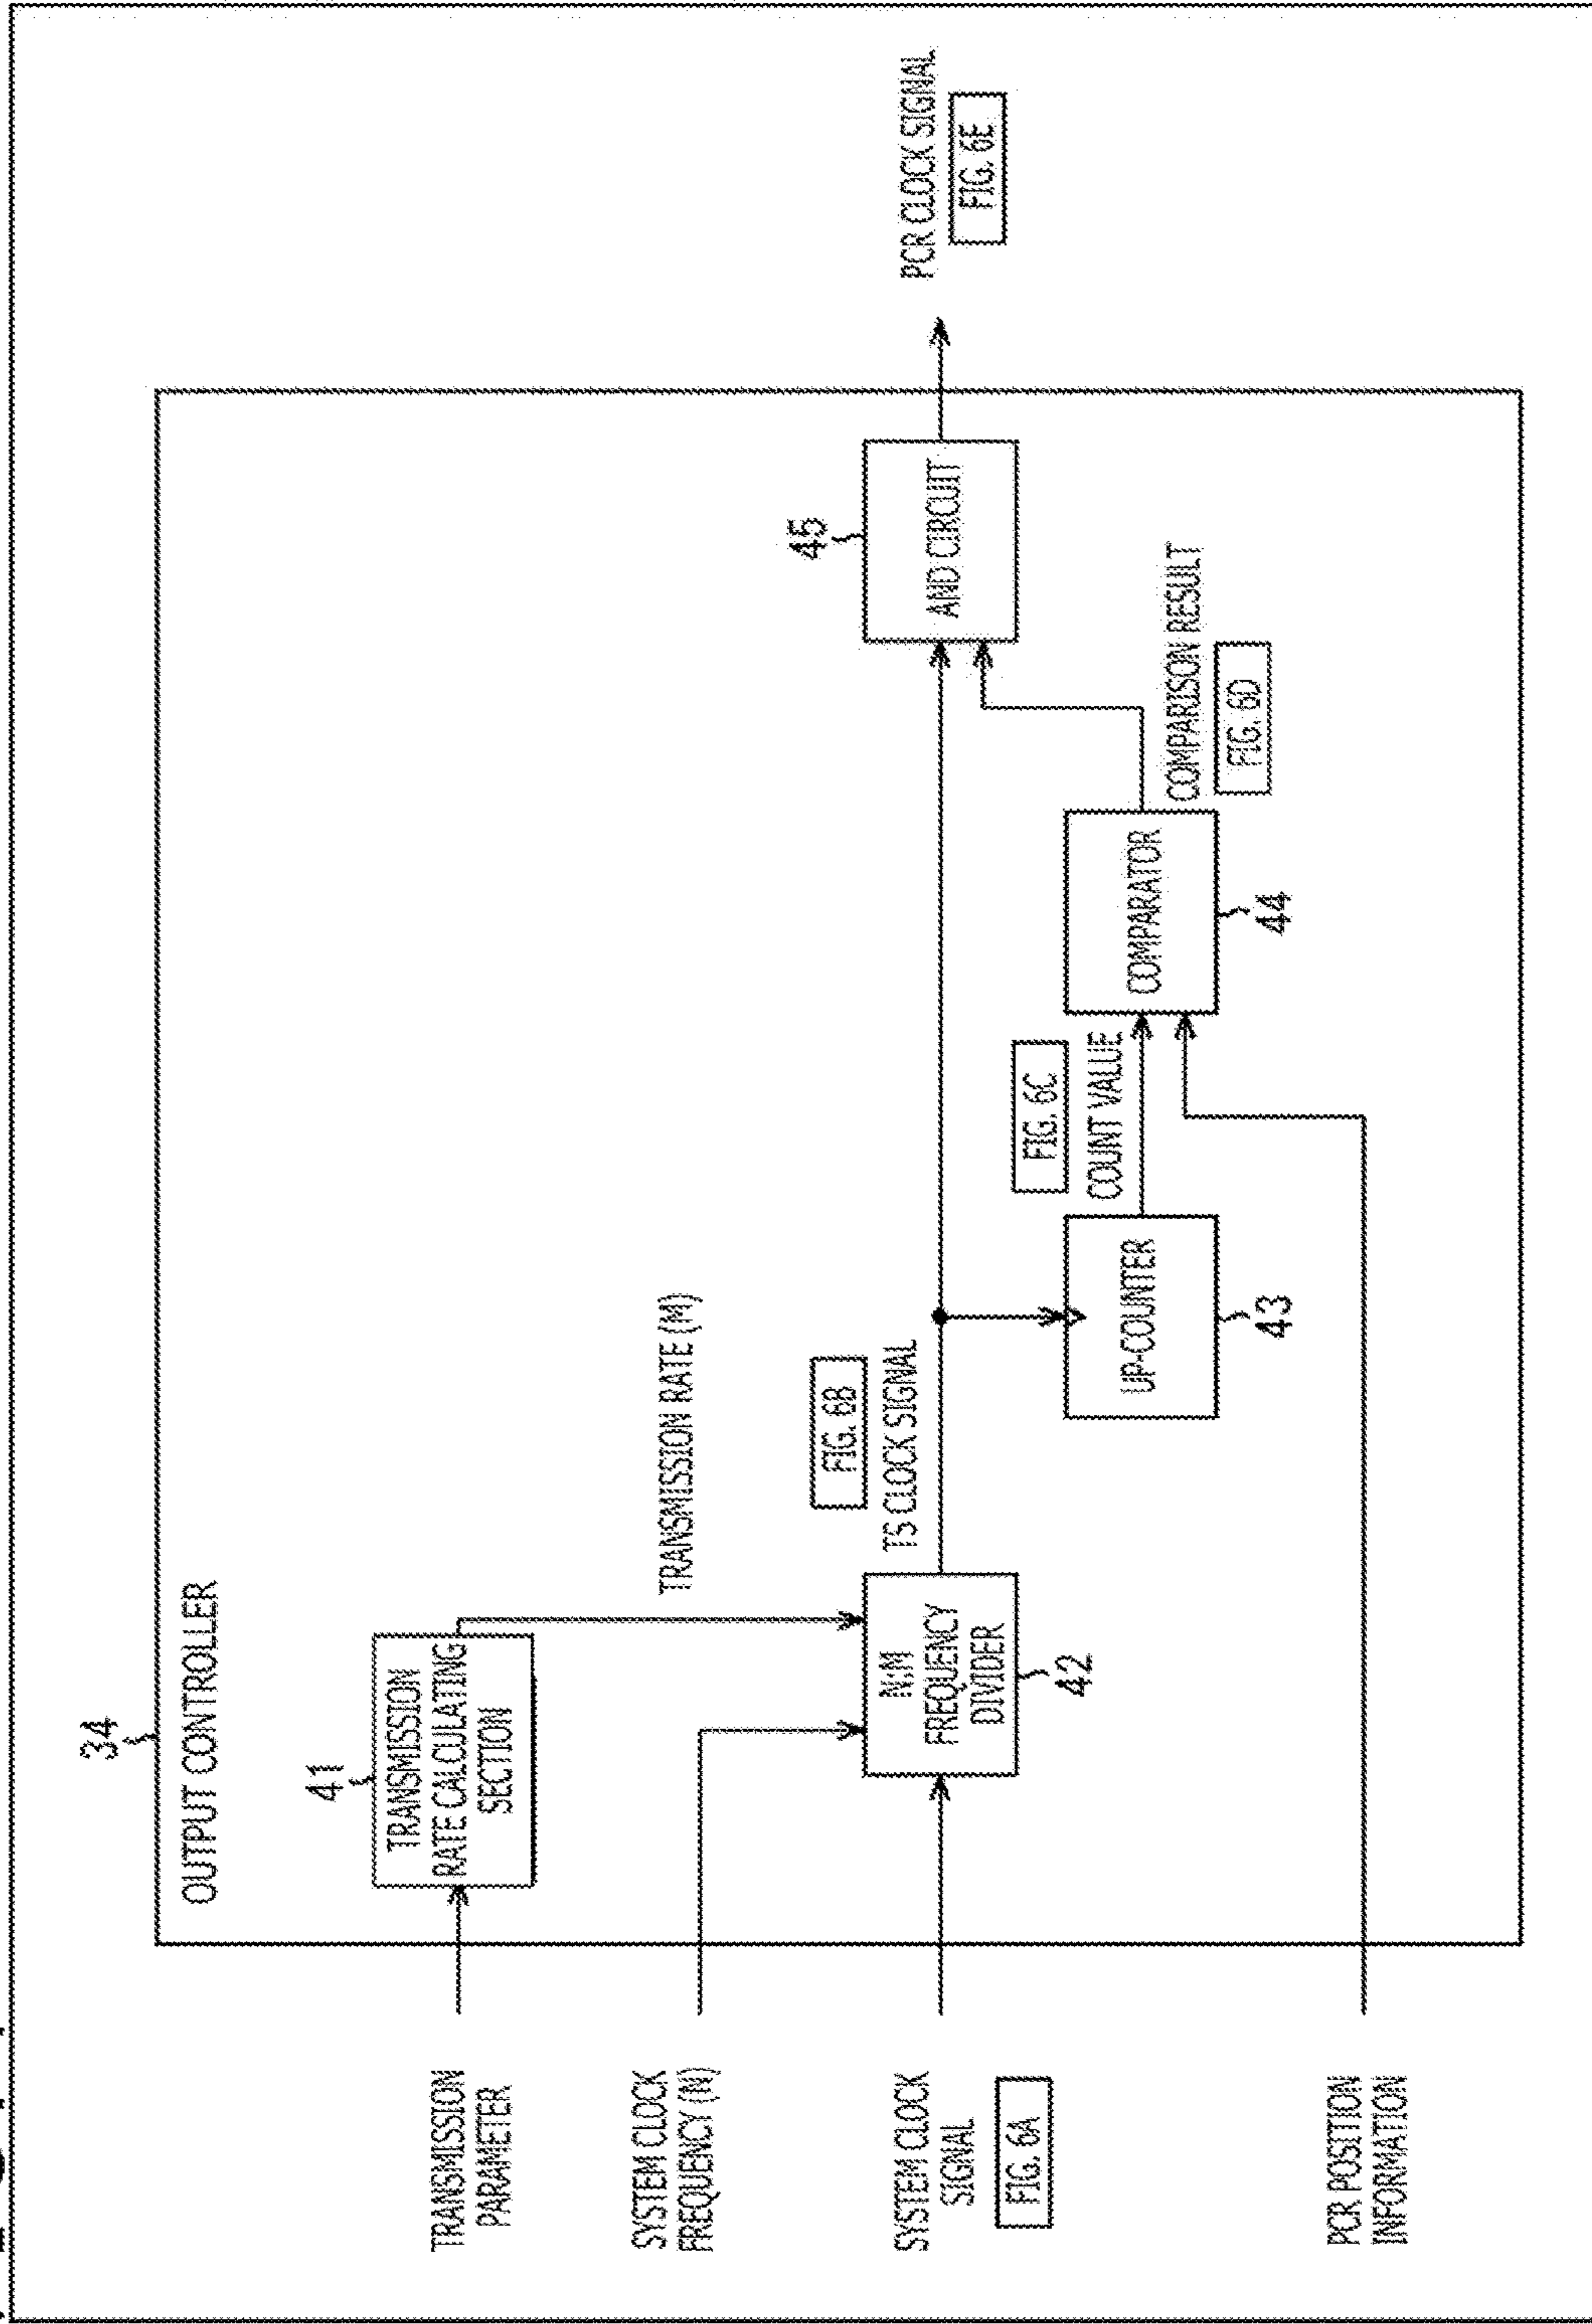 34
OUTPUT CONTROLLER
TRANSMISSION
PARAMETER
41
TRANSMISSION
RATE CALCULATING
SECTION
SYSTEM CLOCK
FREQUENCY (N)
TRANSMISSION RATE (M)
SYSTEM CLOCK
SIGNAL
FIG. 6A
N:M
FREQUENCY
DIVIDER
42
FIG. 6B
TS CLOCK SIGNAL
45
AND CIRCUIT
PCR CLOCK SIGNAL
FIG. 6E
UP-COUNTER
43
FIG. 6C
COUNT VALUE
COMPARATOR
44
COMPARISON RESULT
FIG. 6D
PCR POSITION
INFORMATION